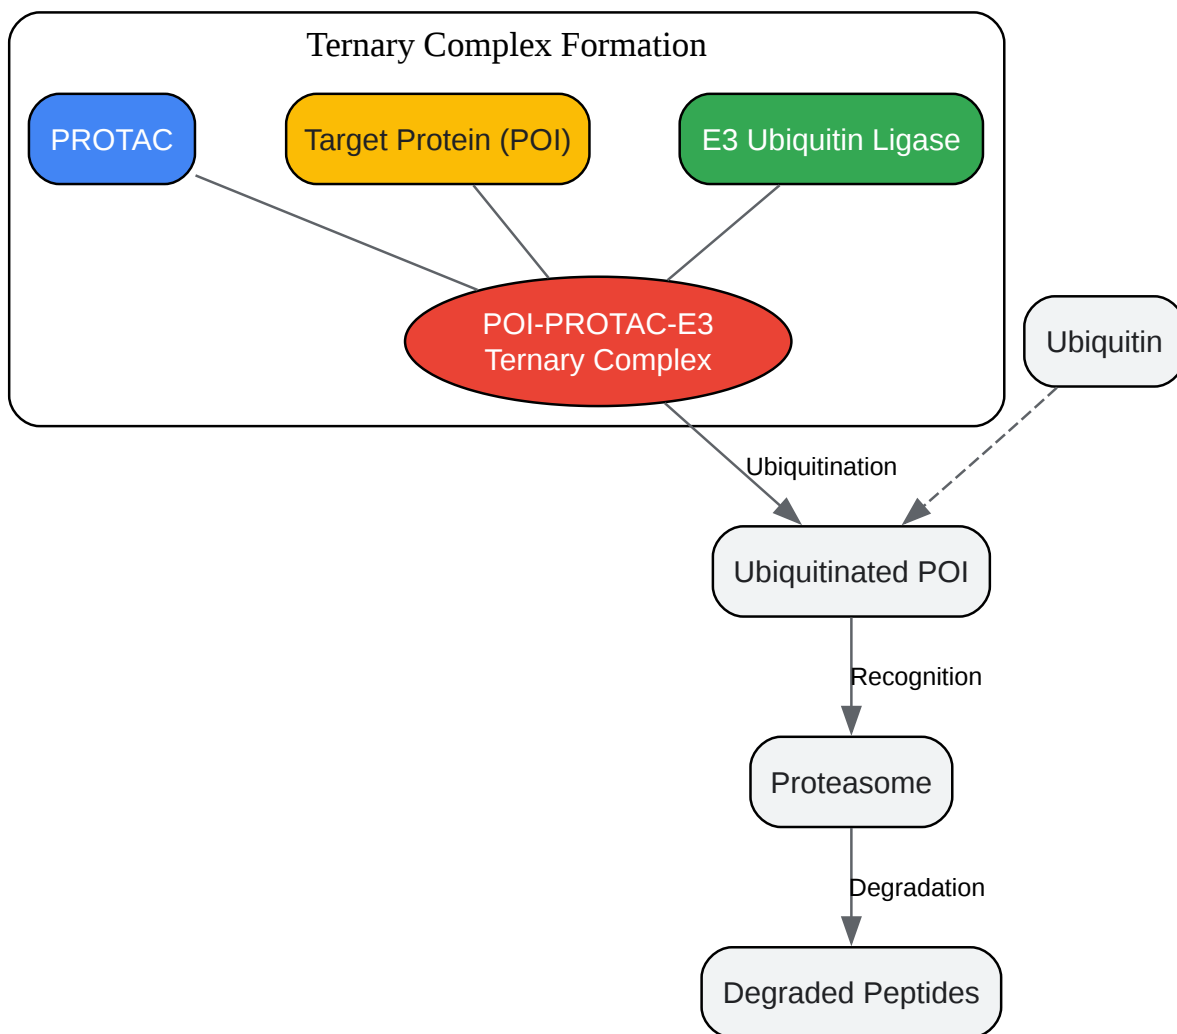 Ternary Complex Formation
PROTAC
Target Protein (POI)
E3 Ubiquitin Ligase
POI-PROTAC-E3
Ternary Complex
Ubiquitin
Ubiquitination
Ubiquitinated POI
Recognition
Proteasome
Degradation
Degraded Peptides